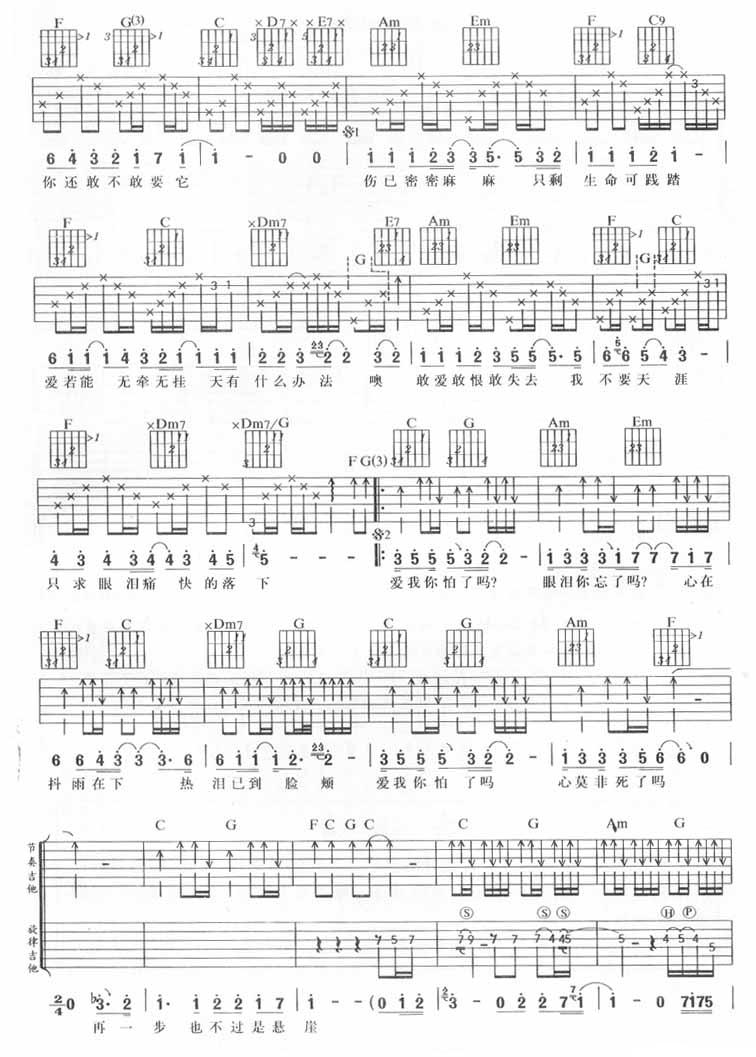 F G(3) C × D7 × × E7 × Am Em F C9
6 4 3 2 1 7 1 1 - 0 0 1 1 1 2 3 3 5· 5 3 2 1 1 1 2 1 -
你还敢不敢要它 伤已密密麻 麻 只剩 生命可践踏
F C ×Dm7 G E7 Am Em F G C
6 1 1 1 4 3 2 1 1 1 1 2 2 3 2 2 3 2 1 1 1 2 3 5 5 5· 5 6 6 5 4 3 -
爱若能 无牵无挂 天有 什么办法 噢 敢爱敢恨敢失去 我 不要天 涯
F ×Dm7 ×Dm7/G F G(3) C G Am Em
4 3 4 3 4 4 3 4 5 5 - - - 3 5 5 5 3 2 2 - 1 3 3 3 1 7 7 7 1 7
只 求 眼泪痛 快的落 下 爱我你怕了吗? 眼泪你忘了吗? 心在
F C ×Dm7 G C G Am F
6 6 4 3 3 3· 6 6 1 1 1 2· 2 - 3 5 5 5 3 2 2 - 1 3 3 3 5 6 6 0
抖雨在下 热 泪已到 脸 颊 爱我你怕 了吗 心莫非死了吗
C G F C G C C G Am G
节奏吉他
旋律吉他
2/4 0 b3· 2 1· 1 2 2 1 7 1 - - (0 1 2 3 - 0 2 2 7 1 1 - 0 7175
再一 步 也不过是悬 崖